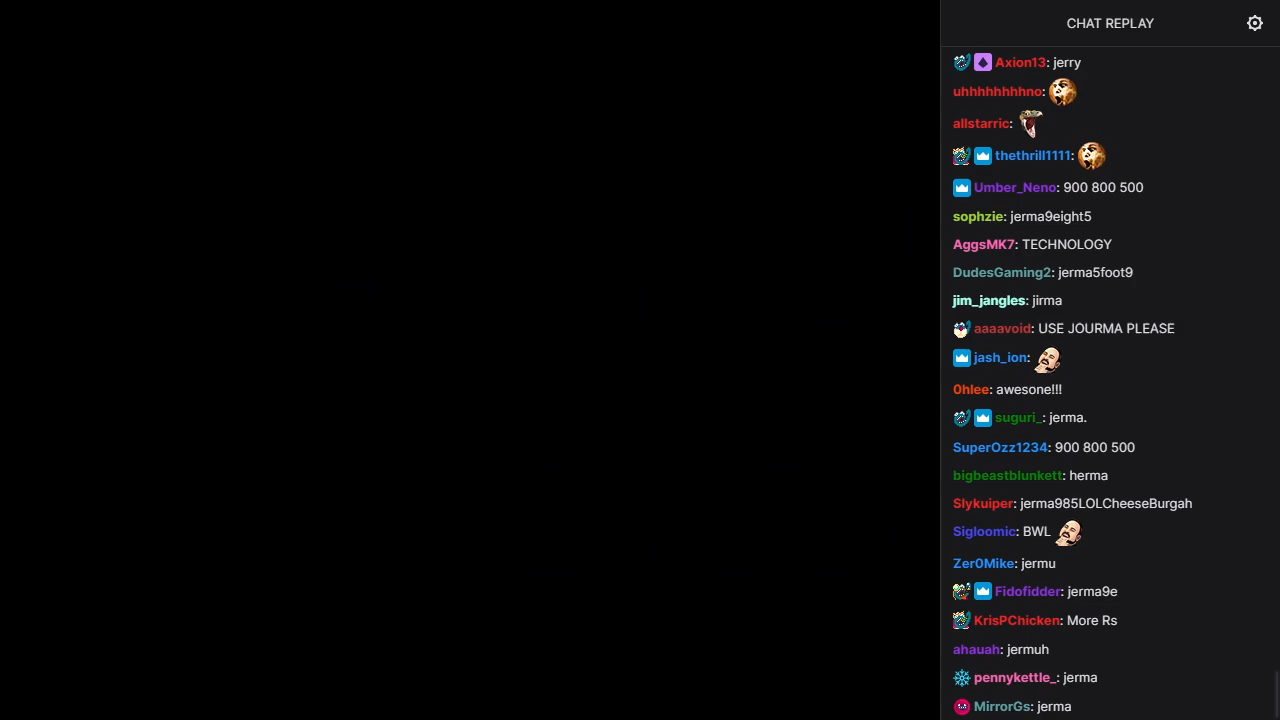 CHAT REPLAY
Axion13: jerry
uhhhhhhhhno:
allstarric:
thethrill1111:
Umber_Neno: 900 800 500
sophzie: jerma9eight5
AggsMK7: TECHNOLOGY
DudesGaming2: jerma5foot9
jim_jangles: jirma
aaaavoid: USE JOURMA PLEASE
jash_ion:
0hlee: awesone!!!
suguri_: jerma.
SuperOzz1234: 900 800 500
bigbeastblunkett: herma
Slykuiper: jerma985LOLCheeseBurgah
Sigloomic: BWL
Zer0Mike: jermu
Fidofidder: jerma9e
KrisPChicken: More Rs
ahauah: jermuh
pennykettle_: jerma
MirrorGs: jerma